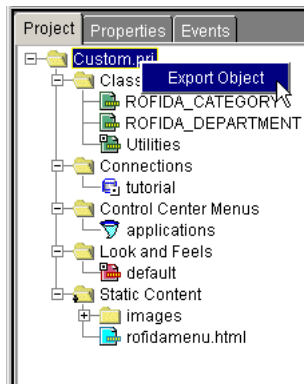 Project Properties Events
Custom.prj
Class
Export Object
ROFIDA_CATEGORY
ROFIDA_DEPARTMENT
Utilities
Connections
tutorial
Control Center Menus
applications
Look and Feels
default
Static Content
images
rofidamenu.html